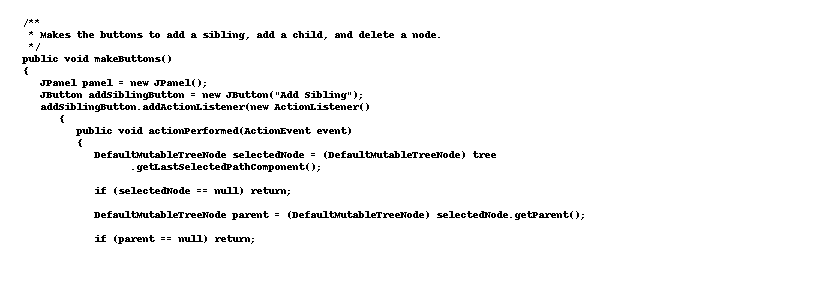 /**
 * Makes the buttons to add a sibling, add a child, and delete a node.
 */
public void makeButtons()
{
   JPanel panel = new JPanel();
   JButton addSiblingButton = new JButton("Add Sibling");
   addSiblingButton.addActionListener(new ActionListener()
      {
         public void actionPerformed(ActionEvent event)
         {
            DefaultMutableTreeNode selectedNode = (DefaultMutableTreeNode) tree
                  .getLastSelectedPathComponent();

            if (selectedNode == null) return;

            DefaultMutableTreeNode parent = (DefaultMutableTreeNode) selectedNode.getParent();

            if (parent == null) return;